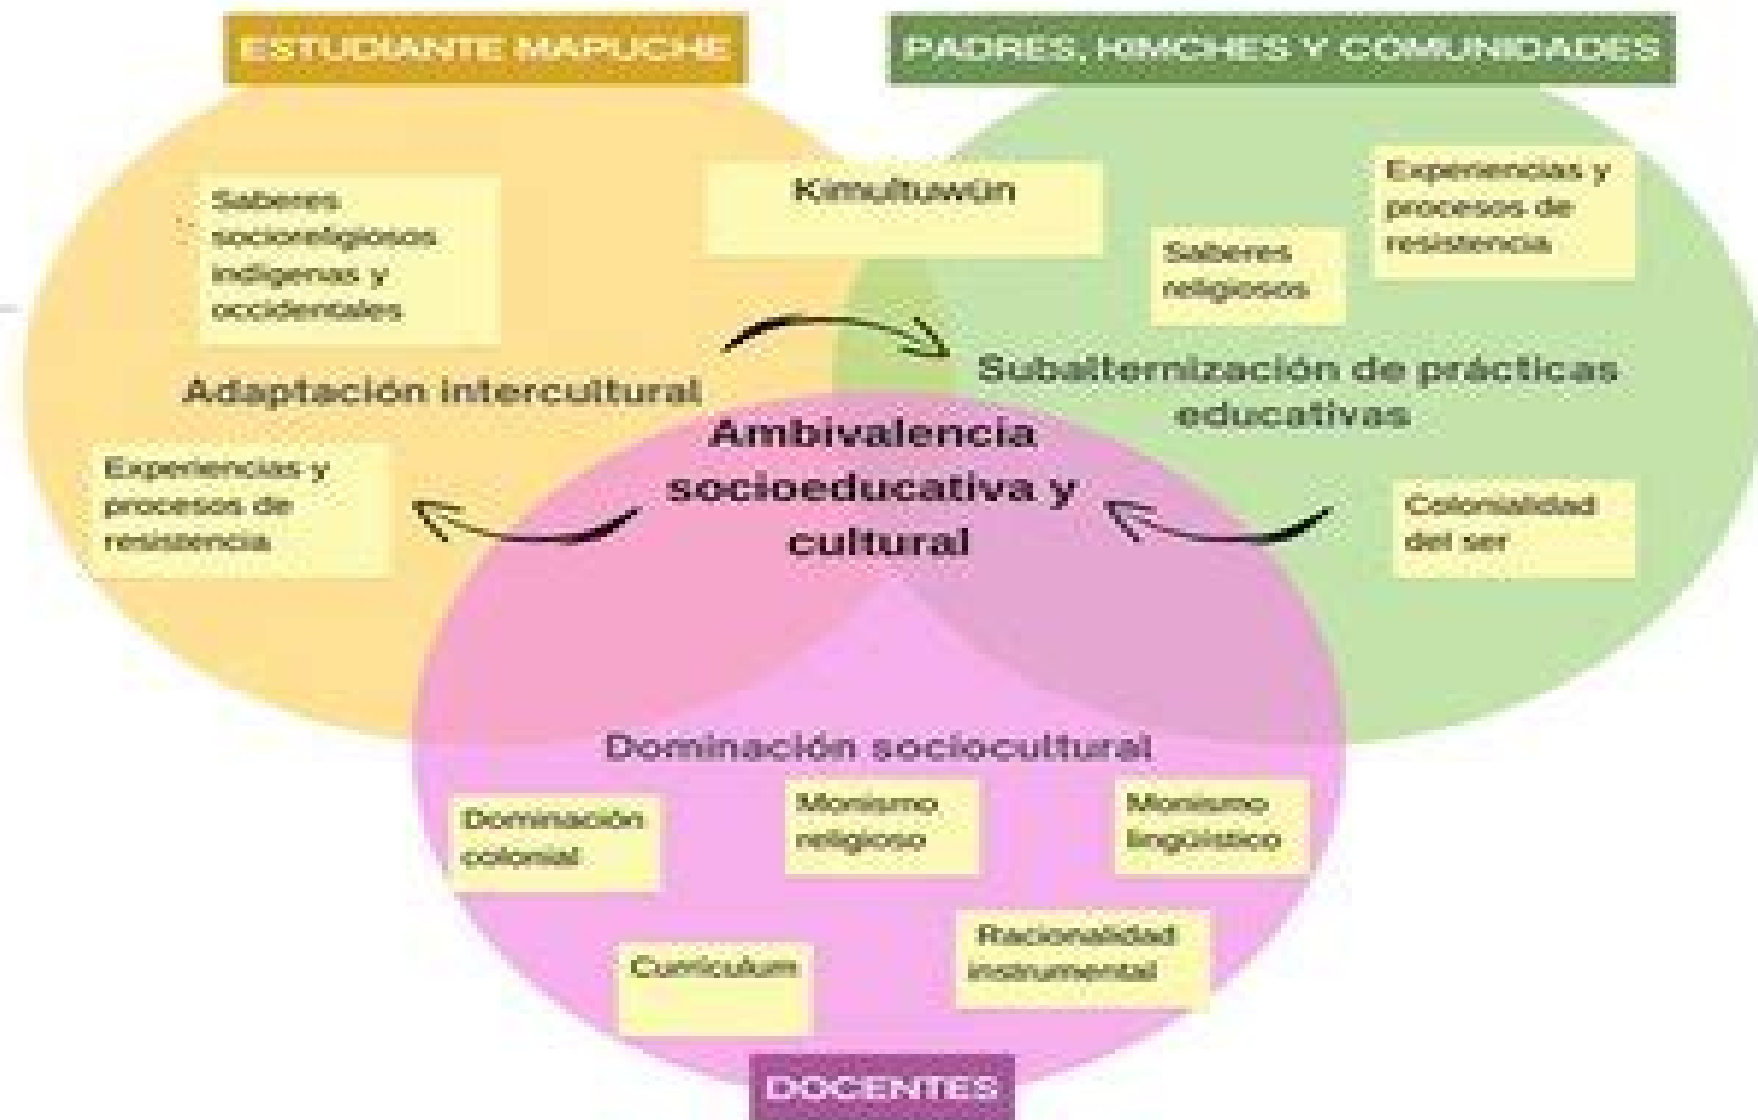 ESTUDIANTE MAPUCHE
PADRES, KIMCHES Y COMUNIDADES
Saberes
socioreligiosos
indígenas y
occidentales
Kimultuwün
Experiencias y
procesos de
resistencia
Saberes
religiosos
Adaptación intercultural
Subalternización de prácticas
educativas
Ambivalencia
socioeducativa y
cultural
Experiencias y
procesos de
resistencia
Colonialidad
del ser
Dominación sociocultural
Dominación
colonial
Monismo
religioso
Monismo
lingüístico
Curriculum
Racionalidad
instrumental
DOCENTES